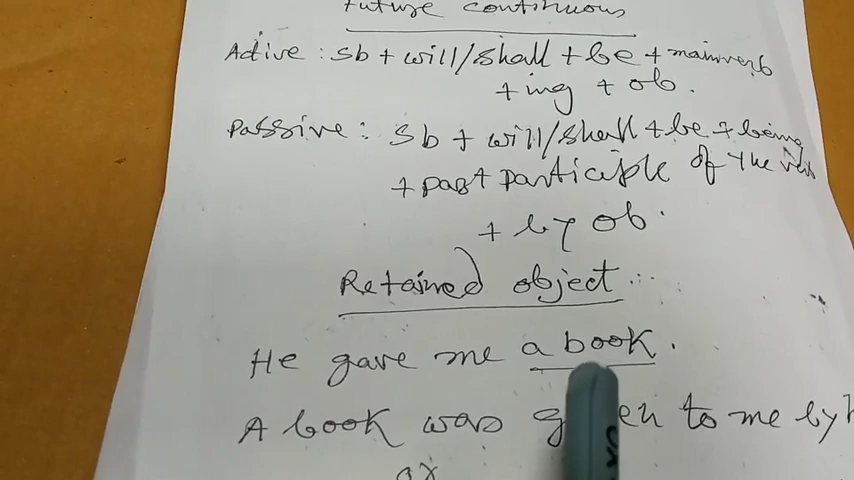 Future continuous
Active : sb + will/shall + be + mainverb
+ ing + ob.
passive : sb + will/shall + be + being
+ past participle of the verb
+ by ob.
Retained object...
He gave me a book.
A book was to me by